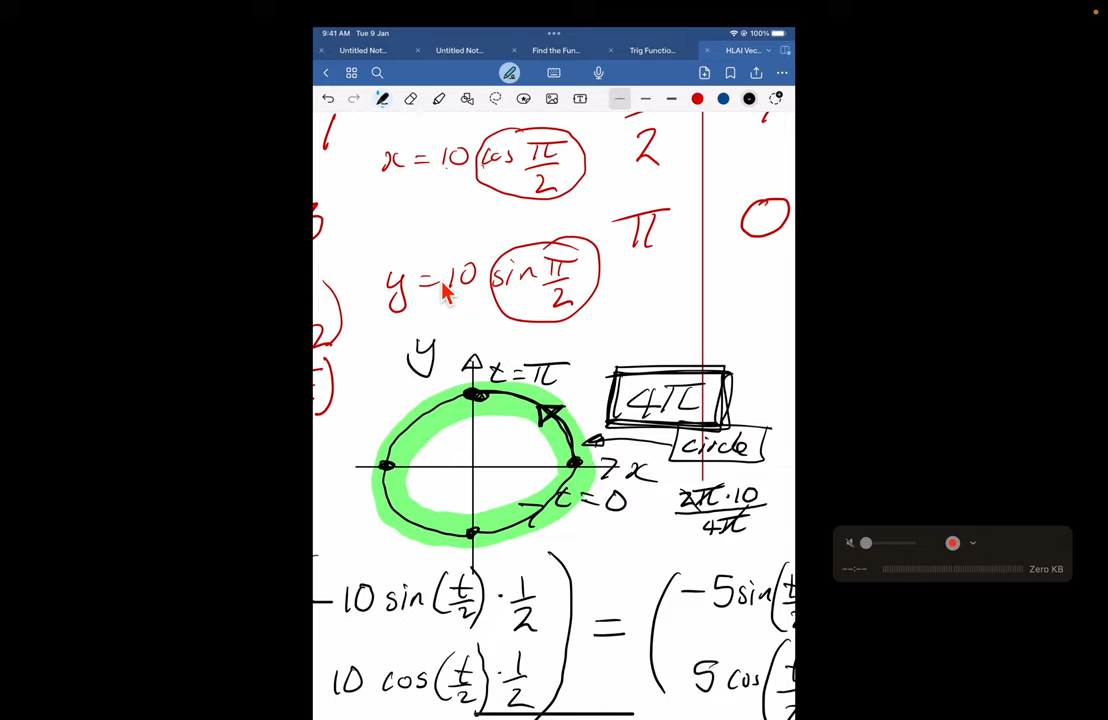 9:41 AM Tue 9 Jan
100%
Untitled Not...
Untitled Not...
Find the Fun...
Trig Functio...
HLAI Vec...
x = 10 cos π/2
π/2
π
0
y = 10 sin π/2
y
t = π
4π
circle
x
t = 0
2π·10/4π
-10 sin(t/2) · 1/2
10 cos(t/2) · 1/2
=
-5 sin(t/2
5 cos(t/2
--:--
Zero KB